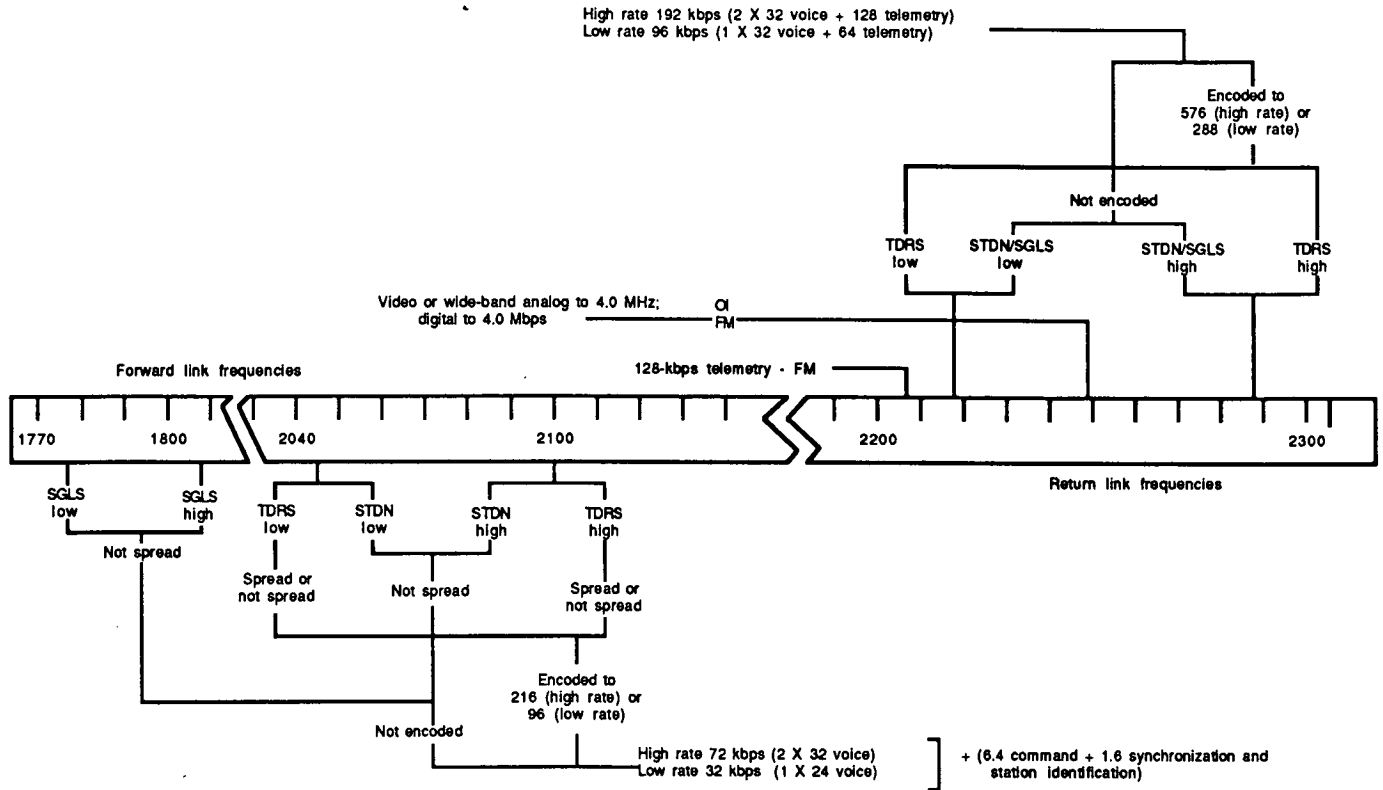 High rate 192 kbps (2 X 32 voice + 128 telemetry)
Low rate 96 kbps (1 X 32 voice + 64 telemetry)
Encoded to
576 (high rate) or
288 (low rate)
Not encoded
TDRS
low
STDN/SGLS
low
STDN/SGLS
high
TDRS
high
Video or wide-band analog to 4.0 MHz;
digital to 4.0 Mbps
OI
FM
Forward link frequencies
128-kbps telemetry - FM
1770
1800
2040
2100
2200
2300
Return link frequencies
SGLS
low
SGLS
high
TDRS
low
STDN
low
STDN
high
TDRS
high
Not spread
Spread or
not spread
Not spread
Spread or
not spread
Encoded to
216 (high rate) or
96 (low rate)
Not encoded
High rate 72 kbps (2 X 32 voice)
Low rate 32 kbps (1 X 24 voice)
+ (6.4 command + 1.6 synchronization and
station identification)